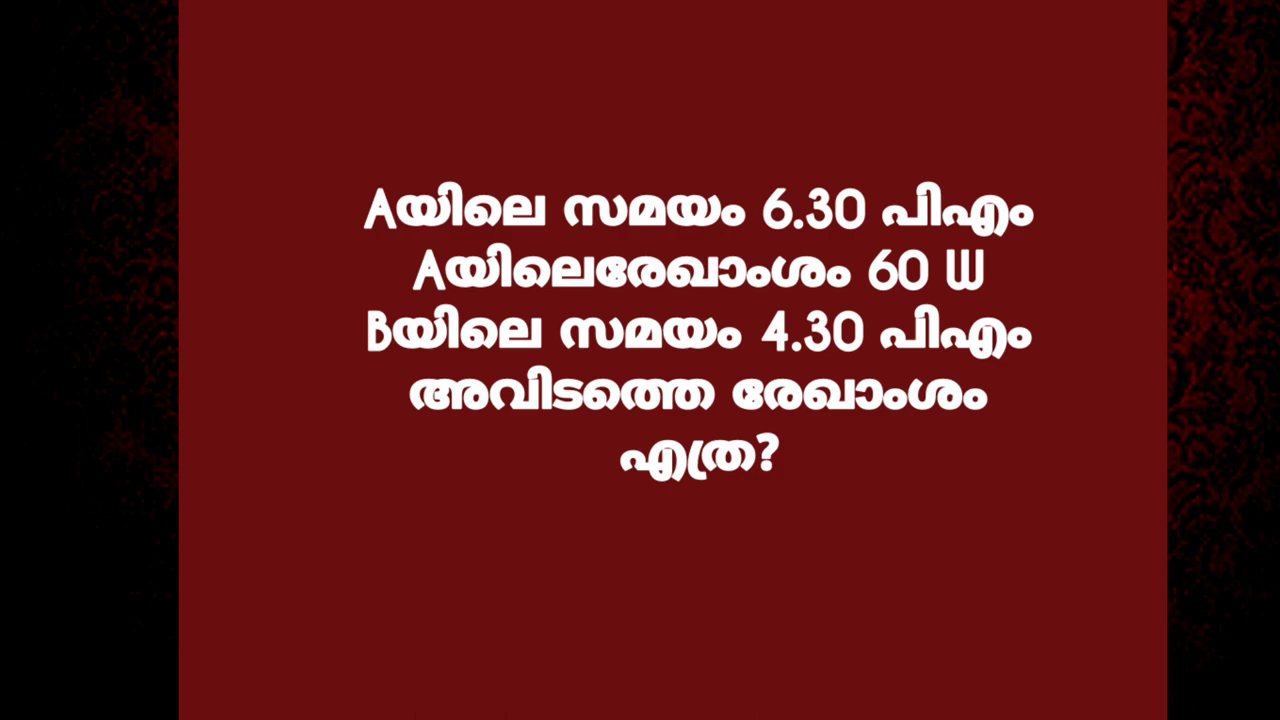 Aയിലെ സമയം 6.30 പിഎം
Aയിലെരേഖാംശം 60 W
Bയിലെ സമയം 4.30 പിഎം
അവിടത്തെ രേഖാംശം
എത്ര?